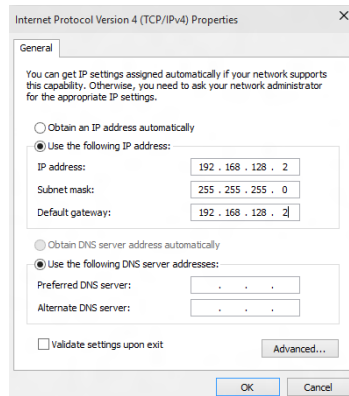 Internet Protocol Version 4 (TCP/IPv4) Properties
General
You can get IP settings assigned automatically if your network supports
this capability. Otherwise, you need to ask your network administrator
for the appropriate IP settings.
Obtain an IP address automatically
Use the following IP address:
IP address: 192 . 168 . 128 . 2
Subnet mask: 255 . 255 . 255 . 0
Default gateway: 192 . 168 . 128 . 2
Obtain DNS server address automatically
Use the following DNS server addresses:
Preferred DNS server: . . .
Alternate DNS server: . . .
Validate settings upon exit
Advanced...
OK Cancel